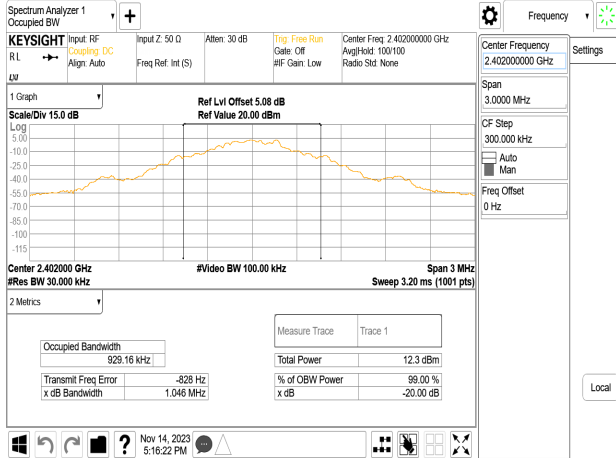 Spectrum Analyzer 1
Occupied BW
Frequency
KEYSIGHT
RL
Input: RF
Coupling: DC
Align: Auto
Input Z: 50 Ω
Freq Ref: Int (S)
Atten: 30 dB
Trig: Free Run
Gate: Off
#IF Gain: Low
Center Freq: 2.402000000 GHz
Avg|Hold: 100/100
Radio Std: None
Center Frequency
2.402000000 GHz
Settings
Span
3.0000 MHz
CF Step
300.000 kHz
Auto
Man
Freq Offset
0 Hz
Local
1 Graph
Scale/Div 15.0 dB
Ref Lvl Offset 5.08 dB
Ref Value 20.00 dBm
Log
5.00
-10.0
-25.0
-40.0
-55.0
-70.0
-85.0
-100
-115
Center 2.402000 GHz
#Res BW 30.000 kHz
#Video BW 100.00 kHz
Span 3 MHz
Sweep 3.20 ms (1001 pts)
2 Metrics
Measure Trace
Trace 1
Occupied Bandwidth
929.16 kHz
Total Power
12.3 dBm
Transmit Freq Error
-828 Hz
% of OBW Power
99.00 %
x dB Bandwidth
1.046 MHz
x dB
-20.00 dB
Nov 14, 2023
5:16:22 PM